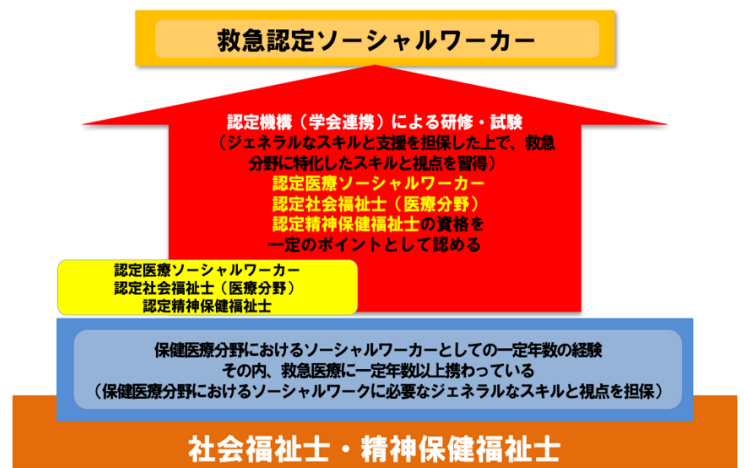 救急認定ソーシャルワーカー
認定機構（学会連携）による研修・試験
（ジェネラルなスキルと支援を担保した上で、救急
分野に特化したスキルと視点を習得）
認定医療ソーシャルワーカー
認定社会福祉士（医療分野）
認定精神保健福祉士の資格を
一定のポイントとして認める
認定医療ソーシャルワーカー
認定社会福祉士（医療分野）
認定精神保健福祉士
保健医療分野におけるソーシャルワーカーとしての一定年数の経験
その内、救急医療に一定年数以上携わっている
（保健医療分野におけるソーシャルワークに必要なジェネラルなスキルと視点を担保）
社会福祉士・精神保健福祉士